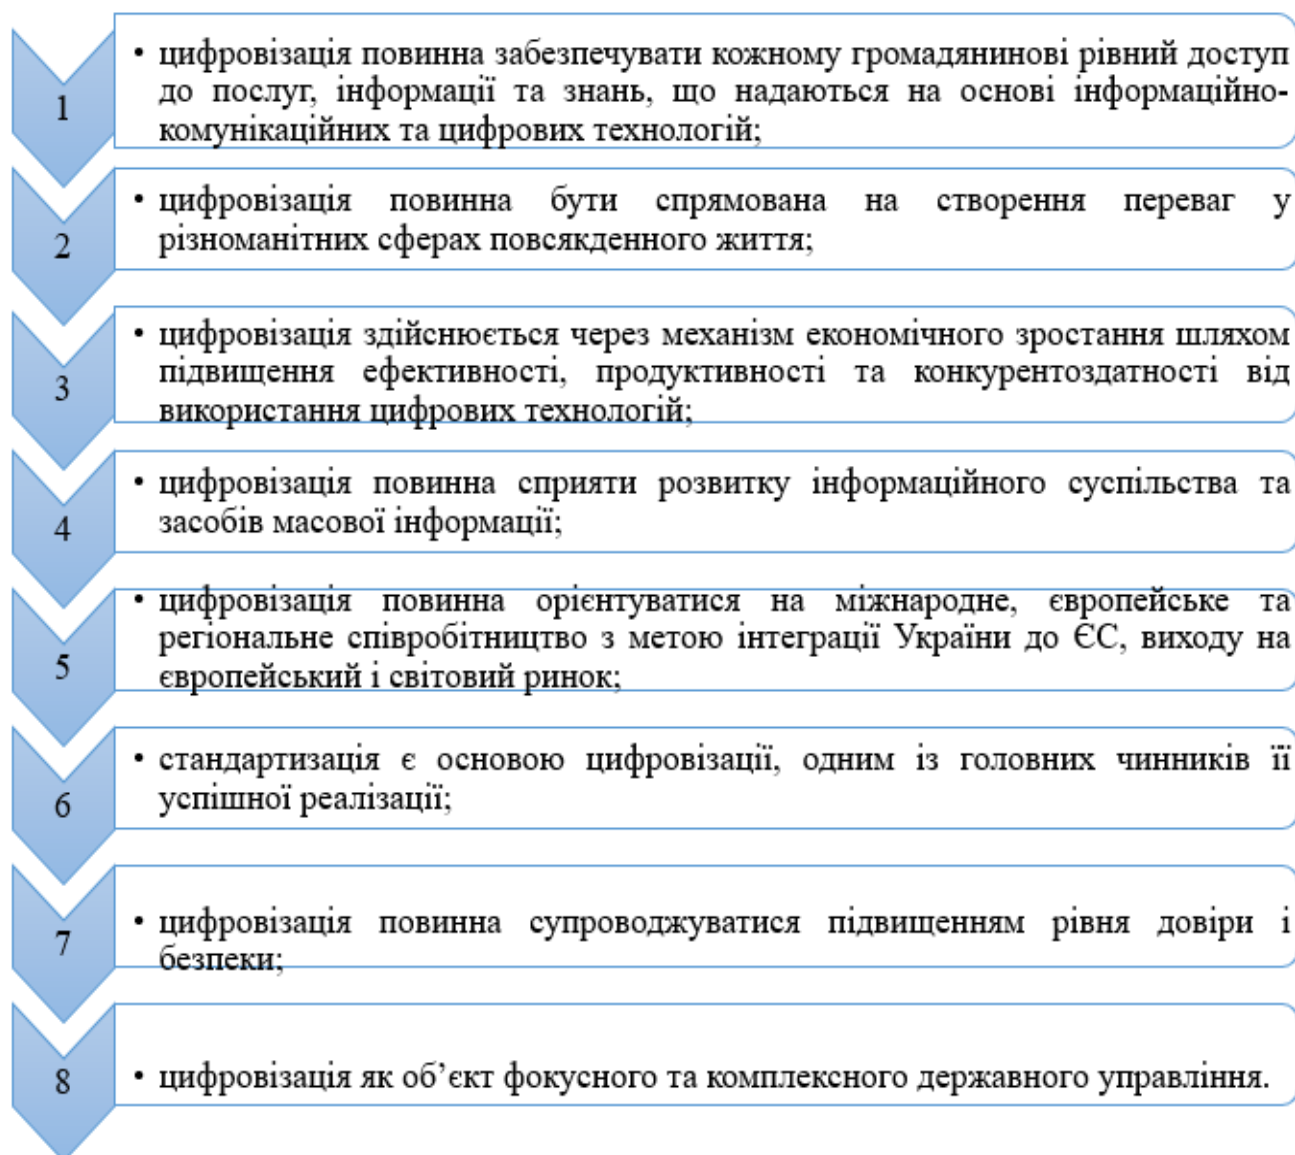 1
• цифровізація повинна забезпечувати кожному громадянинові рівний доступ
до послуг, інформації та знань, що надаються на основі інформаційно-
комунікаційних та цифрових технологій;
2
• цифровізація повинна бути спрямована на створення переваг у
різноманітних сферах повсякденного життя;
3
• цифровізація здійснюється через механізм економічного зростання шляхом
підвищення ефективності, продуктивності та конкурентоздатності від
використання цифрових технологій;
4
• цифровізація повинна сприяти розвитку інформаційного суспільства та
засобів масової інформації;
5
• цифровізація повинна орієнтуватися на міжнародне, європейське та
регіональне співробітництво з метою інтеграції України до ЄС, виходу на
європейський і світовий ринок;
6
• стандартизація є основою цифровізації, одним із головних чинників її
успішної реалізації;
7
• цифровізація повинна супроводжуватися підвищенням рівня довіри і
безпеки;
8
• цифровізація як об’єкт фокусного та комплексного державного управління.